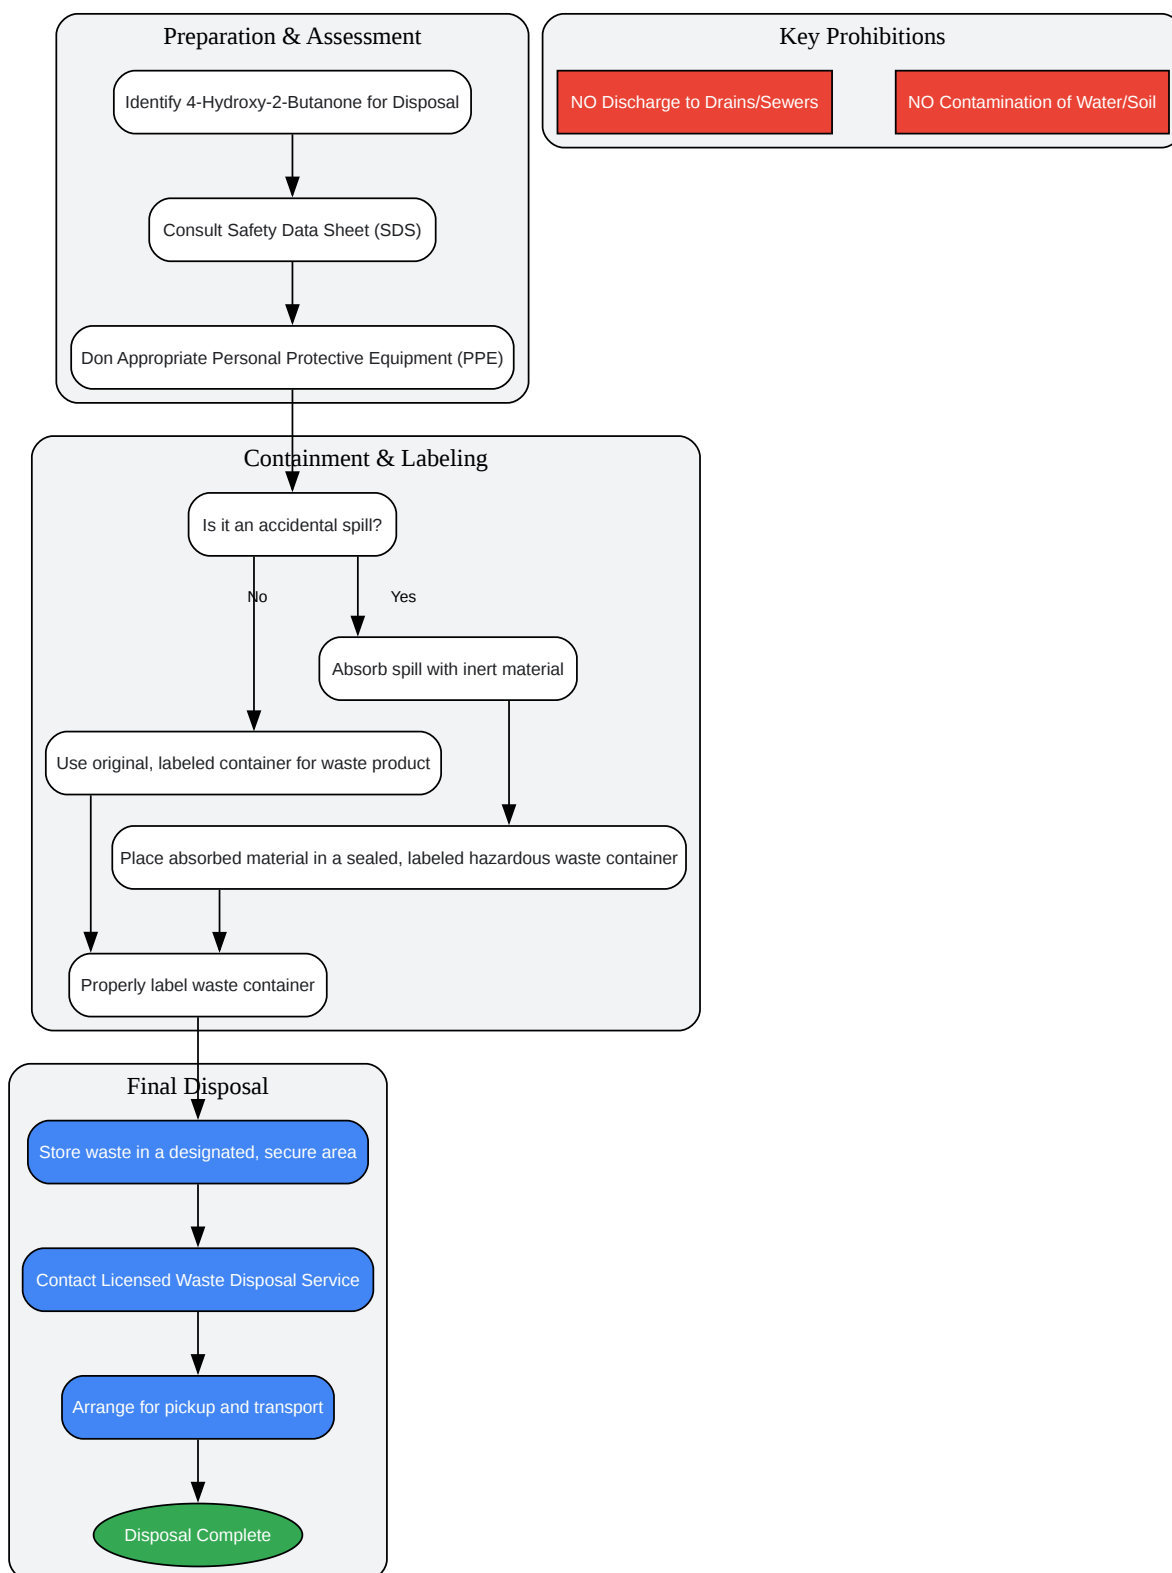 Preparation & Assessment
Identify 4-Hydroxy-2-Butanone for Disposal
Consult Safety Data Sheet (SDS)
Don Appropriate Personal Protective Equipment (PPE)
Key Prohibitions
NO Discharge to Drains/Sewers
NO Contamination of Water/Soil
Containment & Labeling
Is it an accidental spill?
No
Yes
Absorb spill with inert material
Use original, labeled container for waste product
Place absorbed material in a sealed, labeled hazardous waste container
Properly label waste container
Final Disposal
Store waste in a designated, secure area
Contact Licensed Waste Disposal Service
Arrange for pickup and transport
Disposal Complete